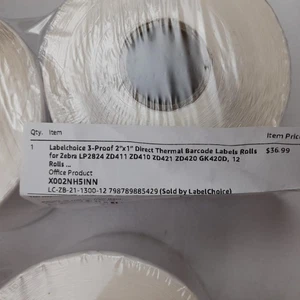 Qty. Item Item Price
1 Labelchoice 3-Proof 2"x1" Direct Thermal Barcode Labels Rolls $36.99
for Zebra LP2824 ZD411 ZD410 ZD421 ZD420 GK420D, 12
Rolls ...
Office Product
X002NH5INN
LC-ZB-21-1300-12 798789885429 (Sold by LabelChoice)